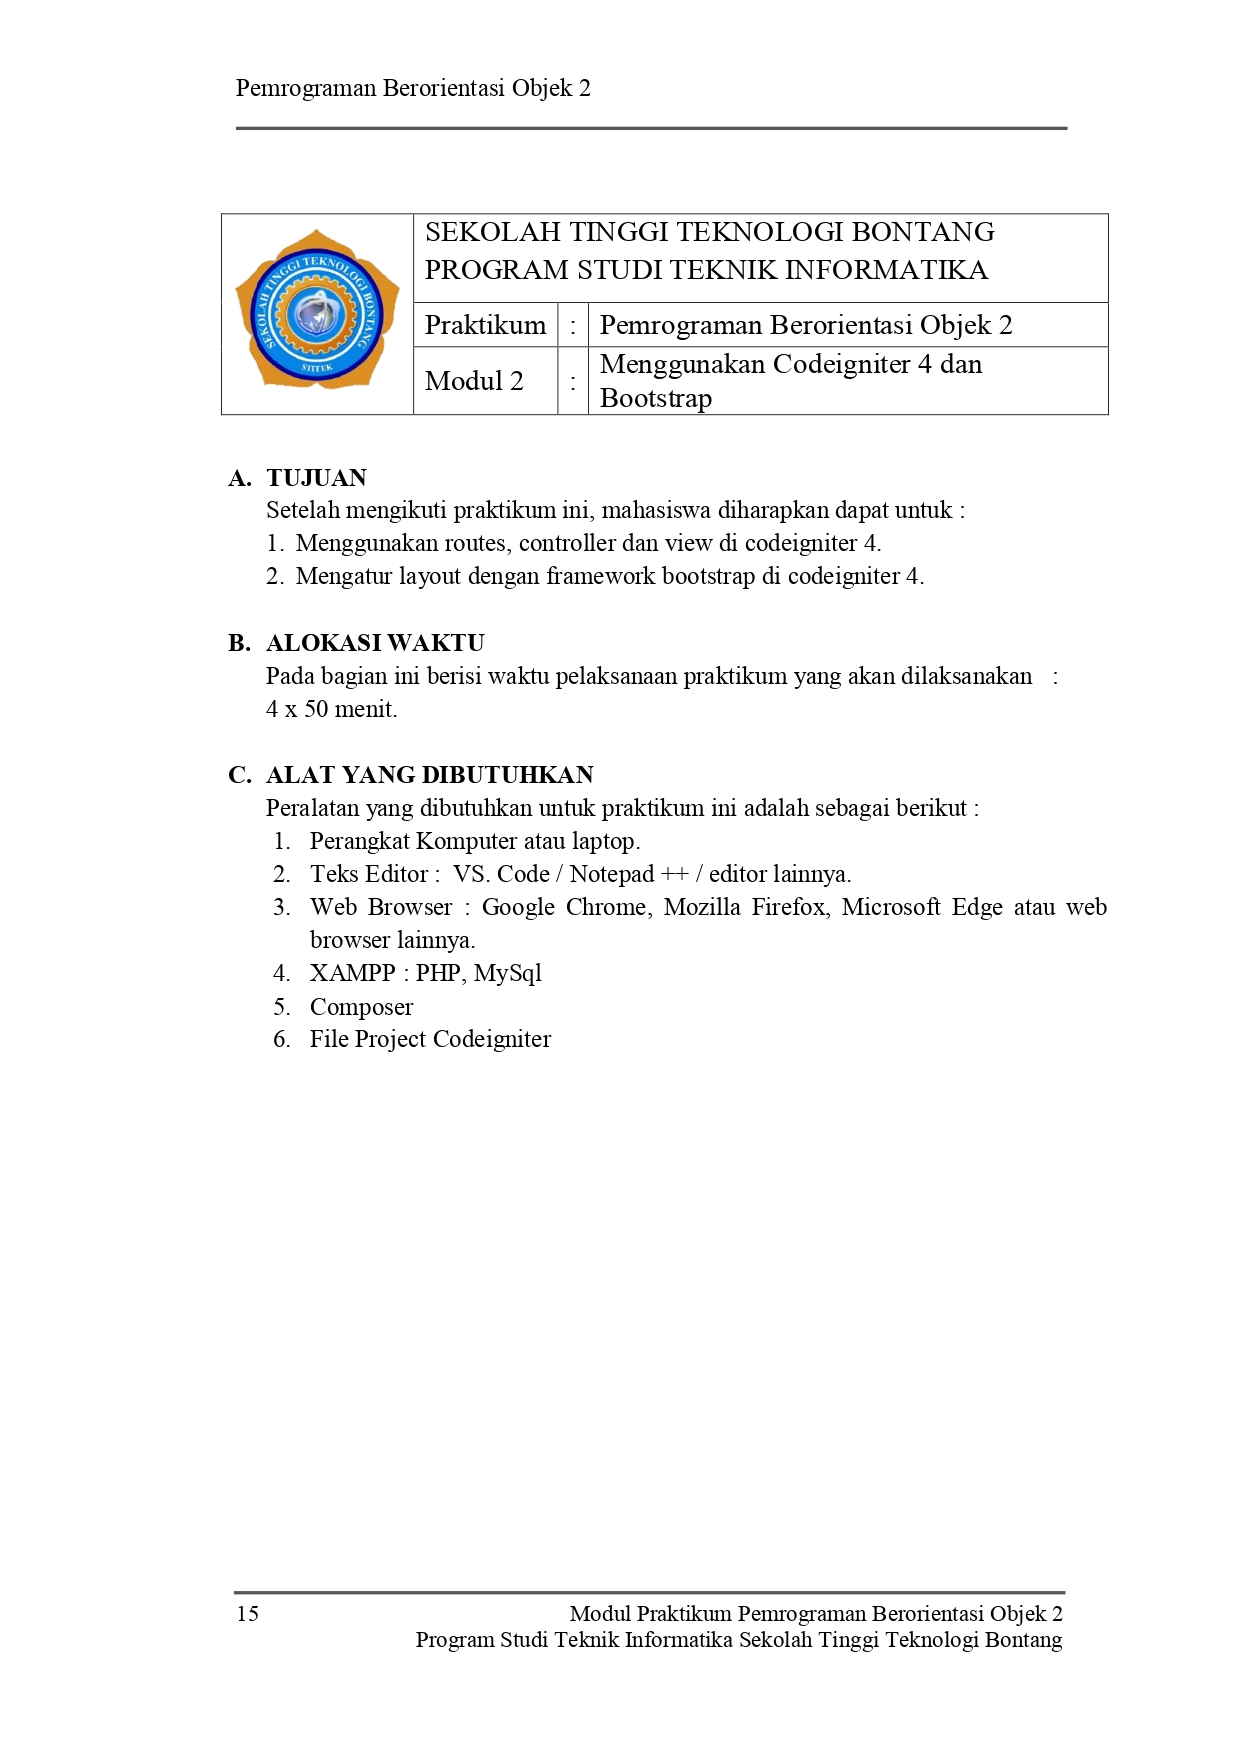 Pemrograman Berorientasi Objek 2
SEKOLAH TINGGI TEKNOLOGI BONTANG
STITEK
SEKOLAH TINGGI TEKNOLOGI BONTANG
PROGRAM STUDI TEKNIK INFORMATIKA
Praktikum : Pemrograman Berorientasi Objek 2
Modul 2 : Menggunakan Codeigniter 4 dan
Bootstrap
A. TUJUAN
Setelah mengikuti praktikum ini, mahasiswa diharapkan dapat untuk :
1. Menggunakan routes, controller dan view di codeigniter 4.
2. Mengatur layout dengan framework bootstrap di codeigniter 4.
B. ALOKASI WAKTU
Pada bagian ini berisi waktu pelaksanaan praktikum yang akan dilaksanakan :
4 x 50 menit.
C. ALAT YANG DIBUTUHKAN
Peralatan yang dibutuhkan untuk praktikum ini adalah sebagai berikut :
1. Perangkat Komputer atau laptop.
2. Teks Editor : VS. Code / Notepad ++ / editor lainnya.
3. Web Browser : Google Chrome, Mozilla Firefox, Microsoft Edge atau web
browser lainnya.
4. XAMPP : PHP, MySql
5. Composer
6. File Project Codeigniter
15 Modul Praktikum Pemrograman Berorientasi Objek 2
Program Studi Teknik Informatika Sekolah Tinggi Teknologi Bontang